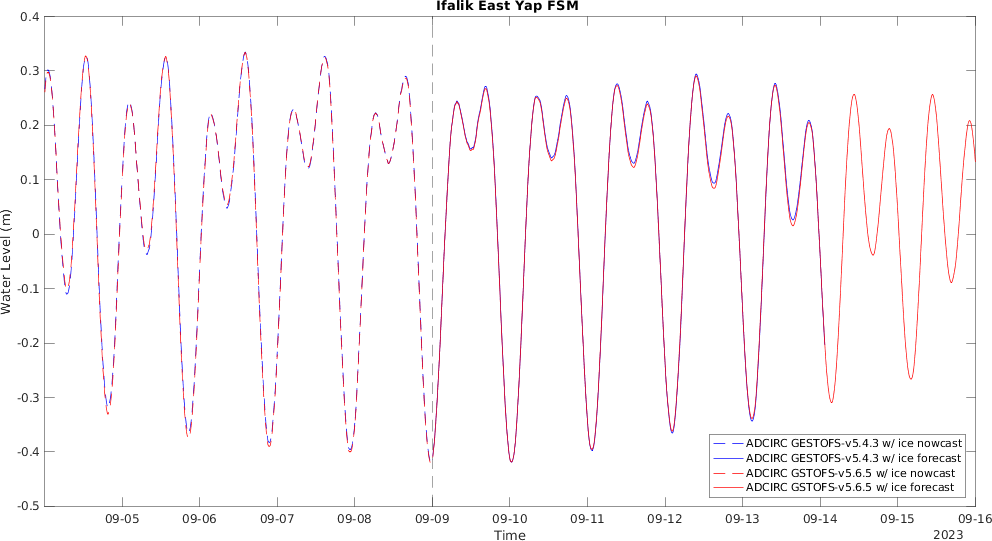 Ifalik East Yap FSM
0.4
0.3
0.2
0.1
0
-0.1
-0.2
-0.3
-0.4
-0.5
Water Level (m)
ADCIRC GESTOFS-v5.4.3 w/ ice nowcast
ADCIRC GESTOFS-v5.4.3 w/ ice forecast
ADCIRC GSTOFS-v5.6.5 w/ ice nowcast
ADCIRC GSTOFS-v5.6.5 w/ ice forecast
09-05 09-06 09-07 09-08 09-09 09-10 09-11 09-12 09-13 09-14 09-15 09-16
Time
2023